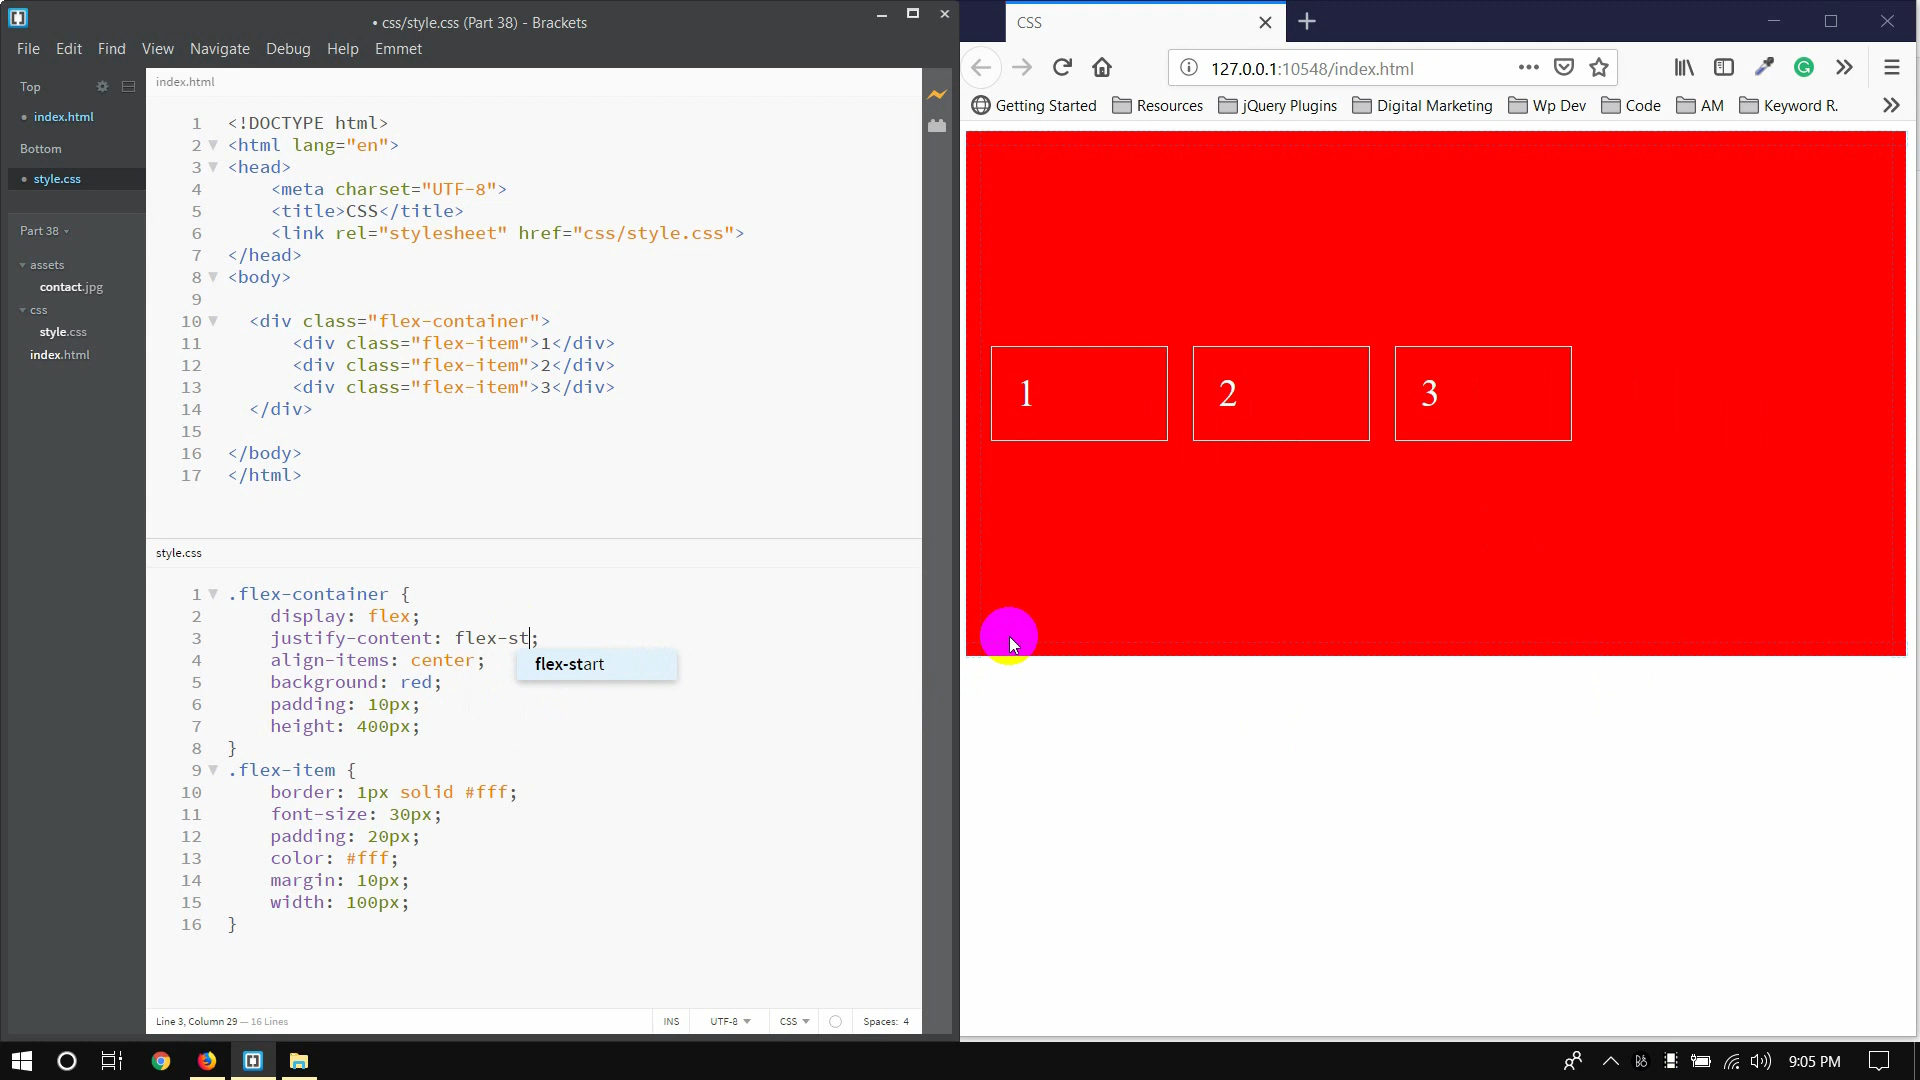 • css/style.css (Part 38) - Brackets
File Edit Find View Navigate Debug Help Emmet
Top
• index.html
Bottom
• style.css
Part 38
assets
contact.jpg
css
style.css
index.html
index.html
1 <!DOCTYPE html>
2 <html lang="en">
3 <head>
4 <meta charset="UTF-8">
5 <title>CSS</title>
6 <link rel="stylesheet" href="css/style.css">
7 </head>
8 <body>
9
10 <div class="flex-container">
11 <div class="flex-item">1</div>
12 <div class="flex-item">2</div>
13 <div class="flex-item">3</div>
14 </div>
15
16 </body>
17 </html>
style.css
1 .flex-container {
2 display: flex;
3 justify-content: flex-st;
flex-start
4 align-items: center;
5 background: red;
6 padding: 10px;
7 height: 400px;
8 }
9 .flex-item {
10 border: 1px solid #fff;
11 font-size: 30px;
12 padding: 20px;
13 color: #fff;
14 margin: 10px;
15 width: 100px;
16 }
Line 3, Column 29 — 16 Lines
INS UTF-8 CSS Spaces: 4
CSS
127.0.0.1:10548/index.html
Getting Started Resources jQuery Plugins Digital Marketing Wp Dev Code AM Keyword R.
1 2 3
9:05 PM